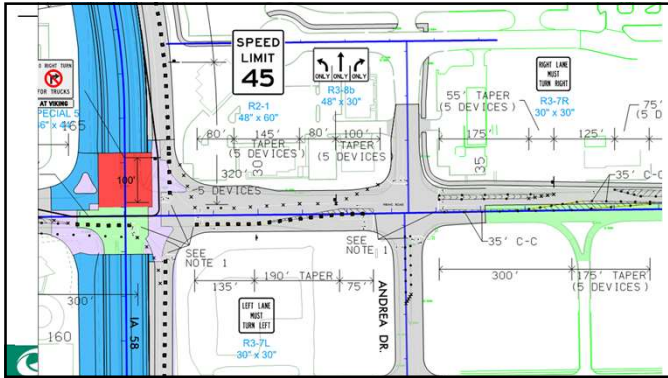 SPEED
LIMIT
45
R2-1
48" x 60"
ONLY ONLY ONLY
R3-8b
48" x 30"
RIGHT LANE
MUST
TURN RIGHT
R3-7R
30" x 30"
O RIGHT TURN
FOR TRUCKS
AT VIKING
PECIAL 5
165
55' TAPER
(5 DEVICES)
75'
175'
125'
80'
145'
TAPER
(5 DEVICES)
80'
100'
TAPER
(5 DEVICES)
30
35
320'
5 DEVICES
100'
35' C-C
35' C-C
SEE
NOTE 1
SEE
NOTE 1
190' TAPER
135'
75'
300'
175' TAPER
(5 DEVICES)
300'
160
IA 58
ANDREA DR.
LEFT LANE
MUST
TURN LEFT
R3-7L
30" x 30"